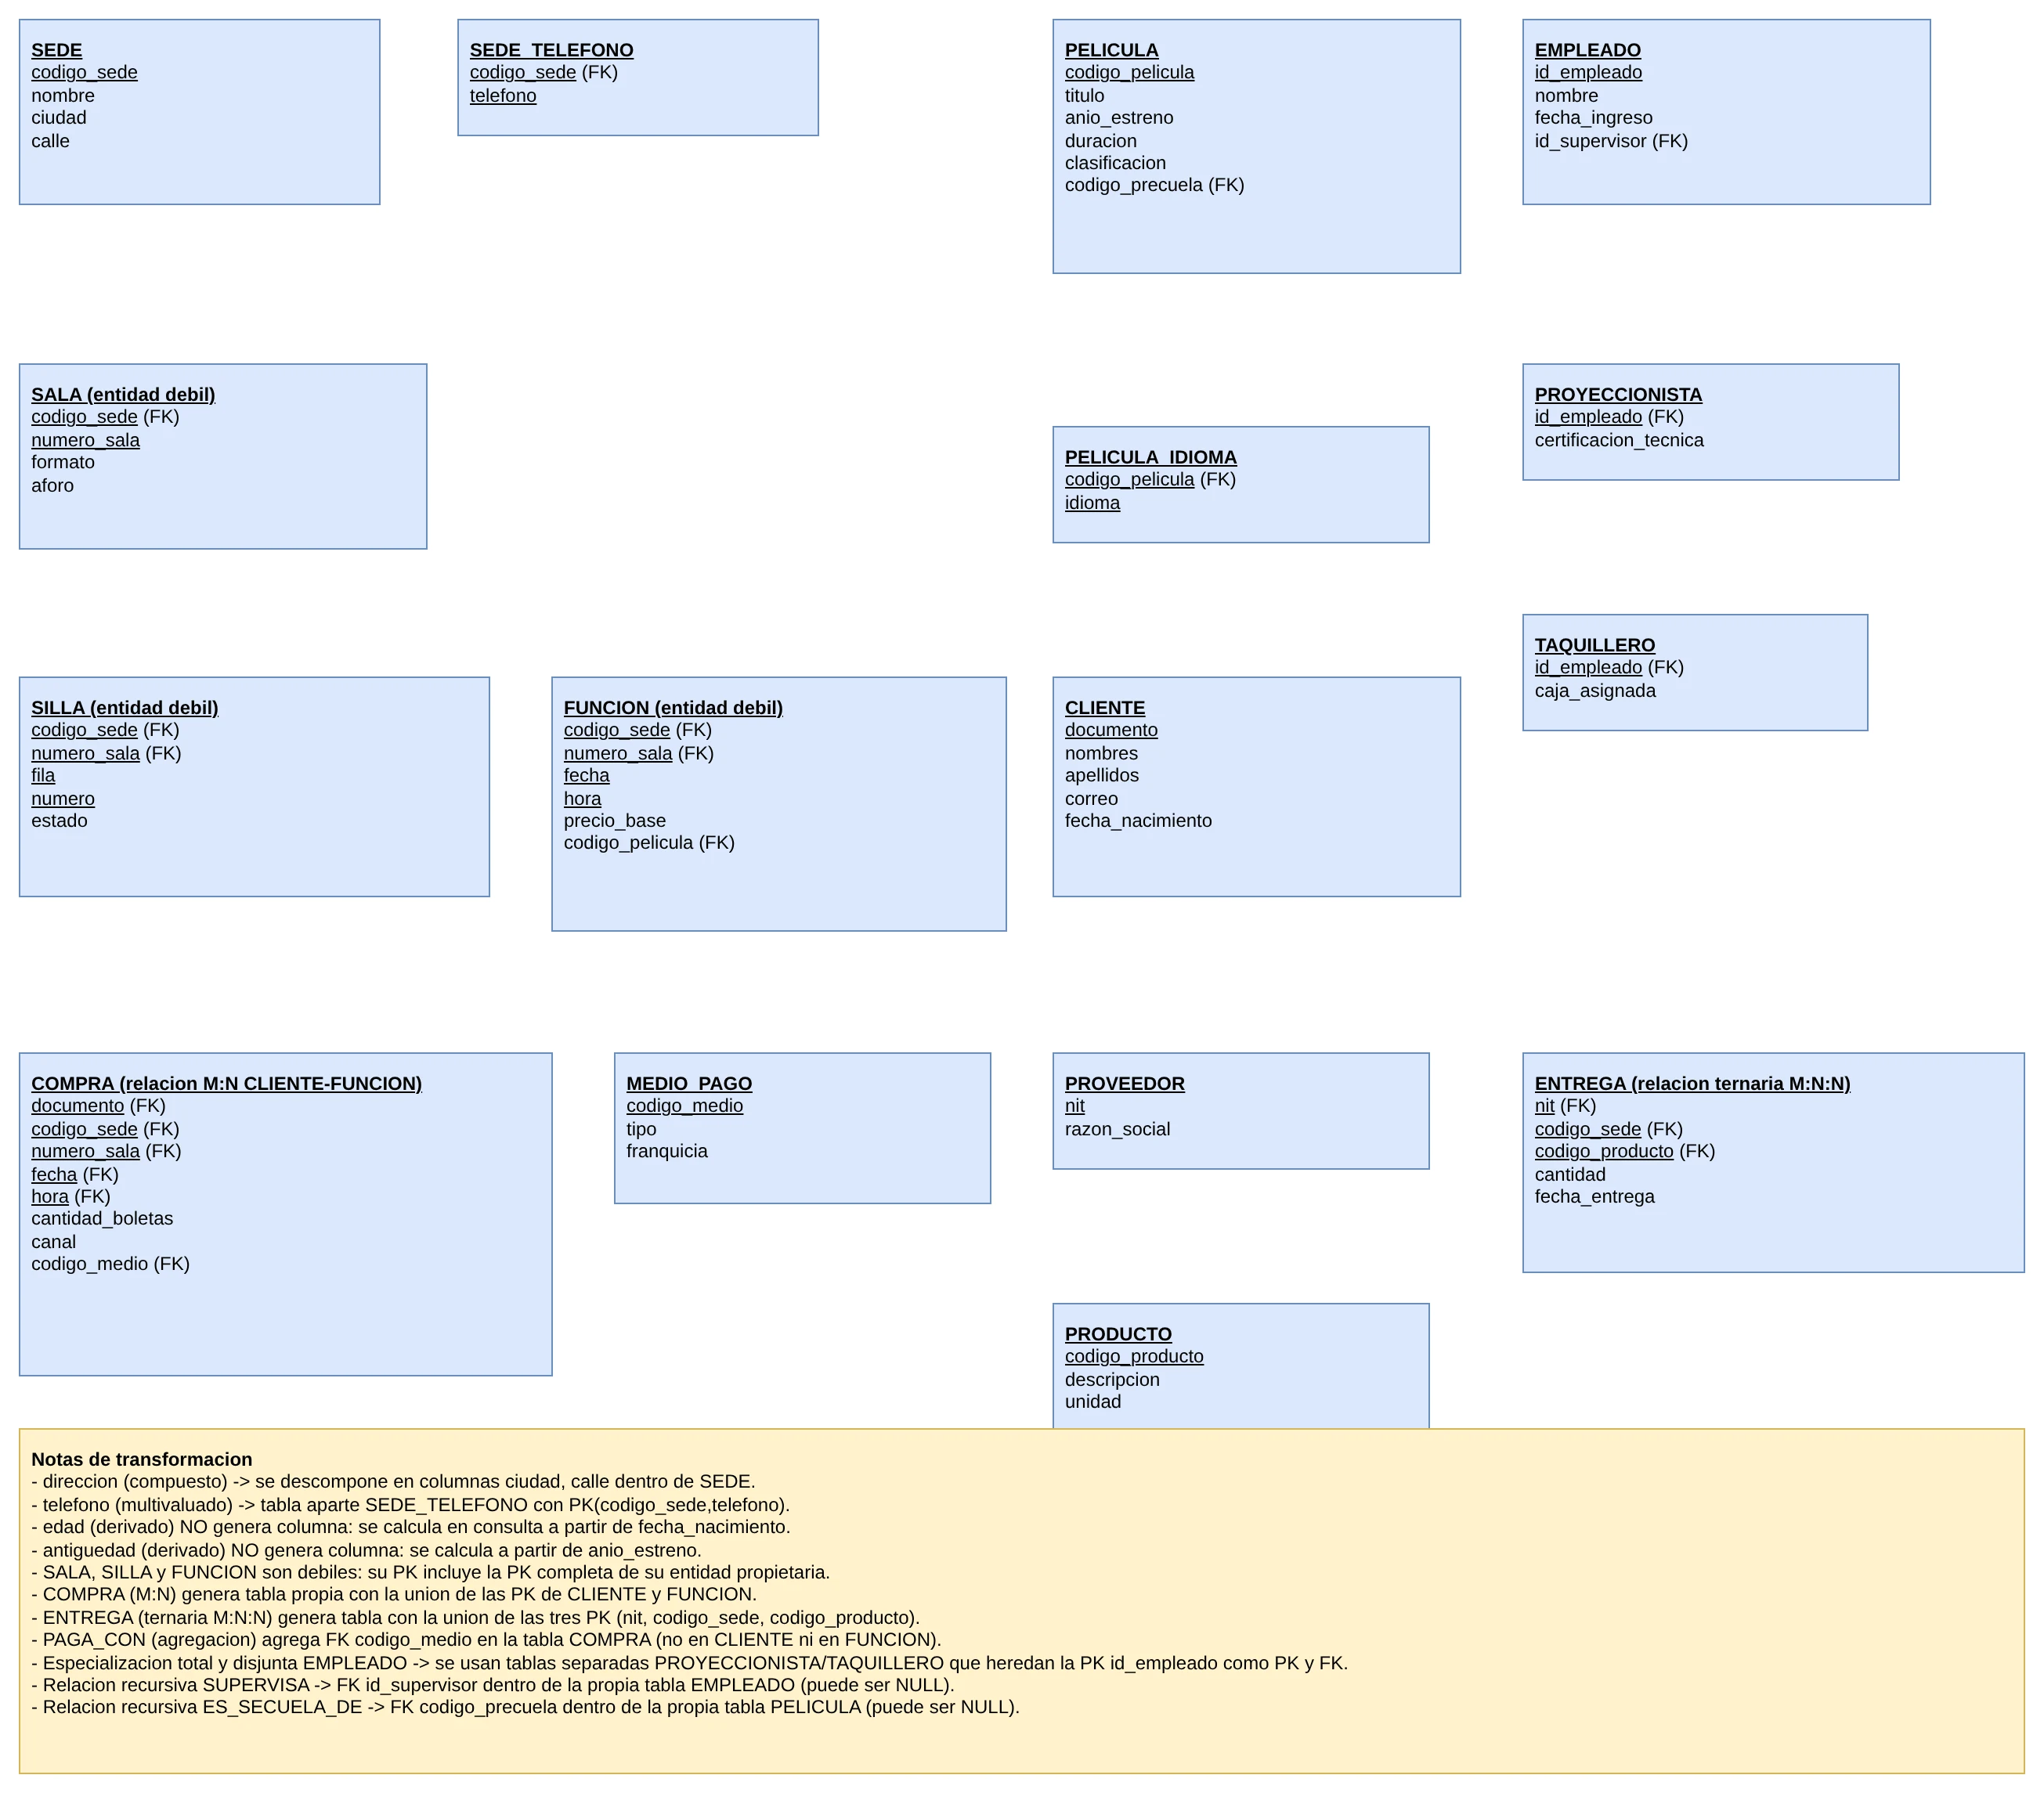 SEDE
codigo_sede
nombre
ciudad
calle
SEDE_TELEFONO
codigo_sede (FK)
telefono
PELICULA
codigo_pelicula
titulo
anio_estreno
duracion
clasificacion
codigo_precuela (FK)
EMPLEADO
id_empleado
nombre
fecha_ingreso
id_supervisor (FK)
SALA (entidad debil)
codigo_sede (FK)
numero_sala
formato
aforo
PELICULA_IDIOMA
codigo_pelicula (FK)
idioma
PROYECCIONISTA
id_empleado (FK)
certificacion_tecnica
TAQUILLERO
id_empleado (FK)
caja_asignada
SILLA (entidad debil)
codigo_sede (FK)
numero_sala (FK)
fila
numero
estado
FUNCION (entidad debil)
codigo_sede (FK)
numero_sala (FK)
fecha
hora
precio_base
codigo_pelicula (FK)
CLIENTE
documento
nombres
apellidos
correo
fecha_nacimiento
COMPRA (relacion M:N CLIENTE-FUNCION)
documento (FK)
codigo_sede (FK)
numero_sala (FK)
fecha (FK)
hora (FK)
cantidad_boletas
canal
codigo_medio (FK)
MEDIO_PAGO
codigo_medio
tipo
franquicia
PROVEEDOR
nit
razon_social
ENTREGA (relacion ternaria M:N:N)
nit (FK)
codigo_sede (FK)
codigo_producto (FK)
cantidad
fecha_entrega
PRODUCTO
codigo_producto
descripcion
unidad
Notas de transformacion
- direccion (compuesto) -> se descompone en columnas ciudad, calle dentro de SEDE.
- telefono (multivaluado) -> tabla aparte SEDE_TELEFONO con PK(codigo_sede,telefono).
- edad (derivado) NO genera columna: se calcula en consulta a partir de fecha_nacimiento.
- antiguedad (derivado) NO genera columna: se calcula a partir de anio_estreno.
- SALA, SILLA y FUNCION son debiles: su PK incluye la PK completa de su entidad propietaria.
- COMPRA (M:N) genera tabla propia con la union de las PK de CLIENTE y FUNCION.
- ENTREGA (ternaria M:N:N) genera tabla con la union de las tres PK (nit, codigo_sede, codigo_producto).
- PAGA_CON (agregacion) agrega FK codigo_medio en la tabla COMPRA (no en CLIENTE ni en FUNCION).
- Especializacion total y disjunta EMPLEADO -> se usan tablas separadas PROYECCIONISTA/TAQUILLERO que heredan la PK id_empleado como PK y FK.
- Relacion recursiva SUPERVISA -> FK id_supervisor dentro de la propia tabla EMPLEADO (puede ser NULL).
- Relacion recursiva ES_SECUELA_DE -> FK codigo_precuela dentro de la propia tabla PELICULA (puede ser NULL).